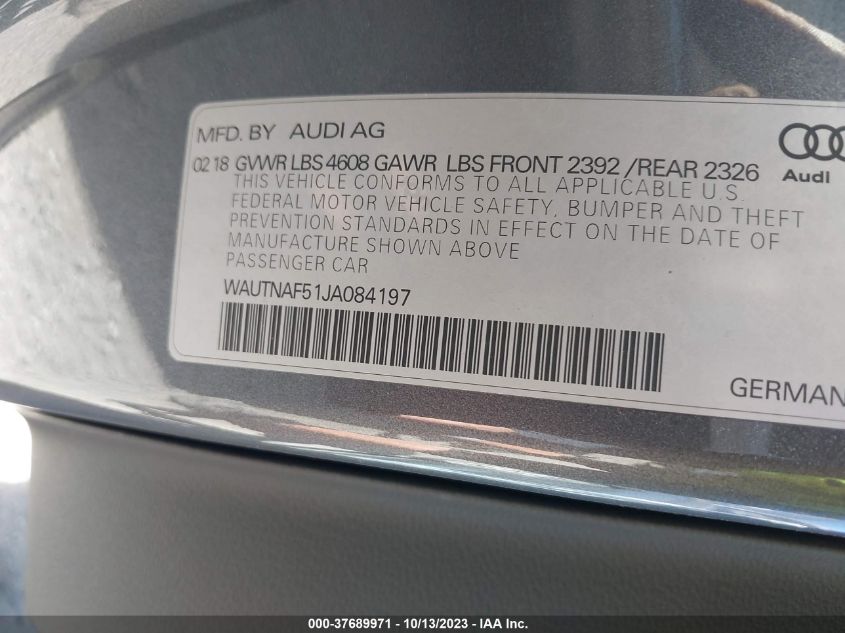 MFD. BY AUDI AG
02 18 GVWR LBS 4608 GAWR LBS FRONT 2392 /REAR 2326
Audi
THIS VEHICLE CONFORMS TO ALL APPLICABLE U.S.
FEDERAL MOTOR VEHICLE SAFETY, BUMPER AND THEFT
PREVENTION STANDARDS IN EFFECT ON THE DATE OF
MANUFACTURE SHOWN ABOVE
PASSENGER CAR
WAUTNAF51JA084197
GERMAN
000-37689971 - 10/13/2023 - IAA Inc.